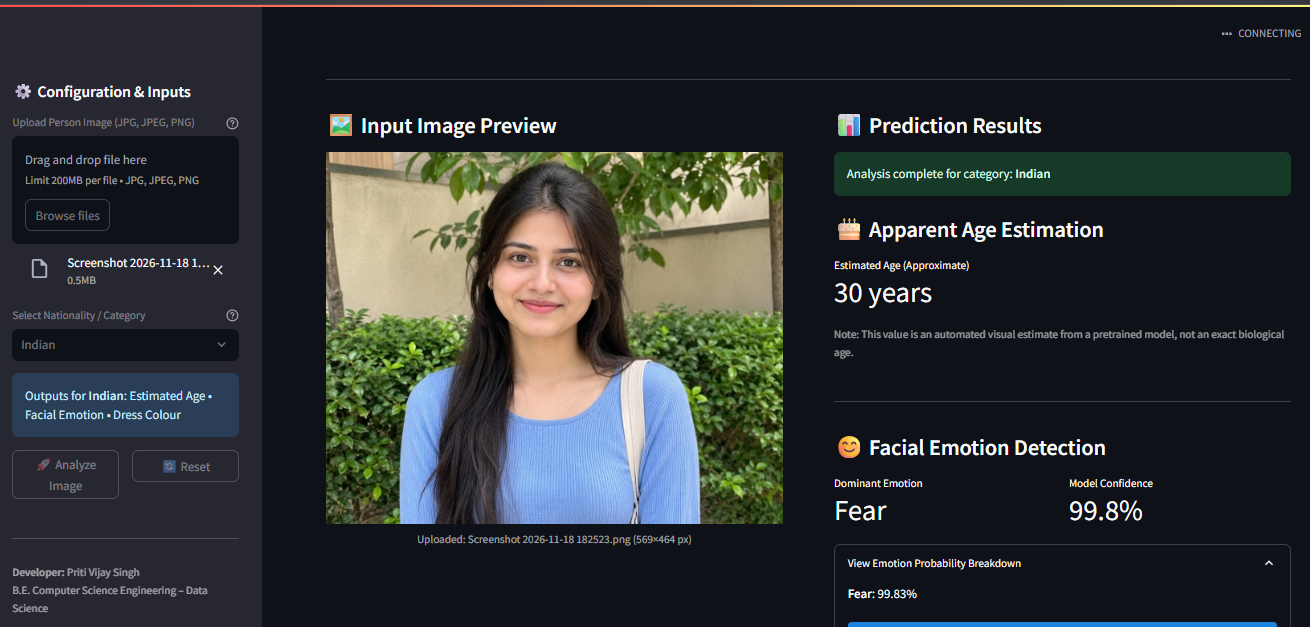 CONNECTING
Configuration & Inputs
Upload Person Image (JPG, JPEG, PNG)
Drag and drop file here
Limit 200MB per file • JPG, JPEG, PNG
Browse files
Screenshot 2026-11-18 1...
0.5MB
Select Nationality / Category
Indian
Outputs for Indian: Estimated Age •
Facial Emotion • Dress Colour
Analyze
Image
Reset
Developer: Priti Vijay Singh
B.E. Computer Science Engineering – Data
Science
Input Image Preview
Uploaded: Screenshot 2026-11-18 182523.png (569×464 px)
Prediction Results
Analysis complete for category: Indian
Apparent Age Estimation
Estimated Age (Approximate)
30 years
Note: This value is an automated visual estimate from a pretrained model, not an exact biological
age.
Facial Emotion Detection
Dominant Emotion
Model Confidence
Fear
99.8%
View Emotion Probability Breakdown
Fear: 99.83%